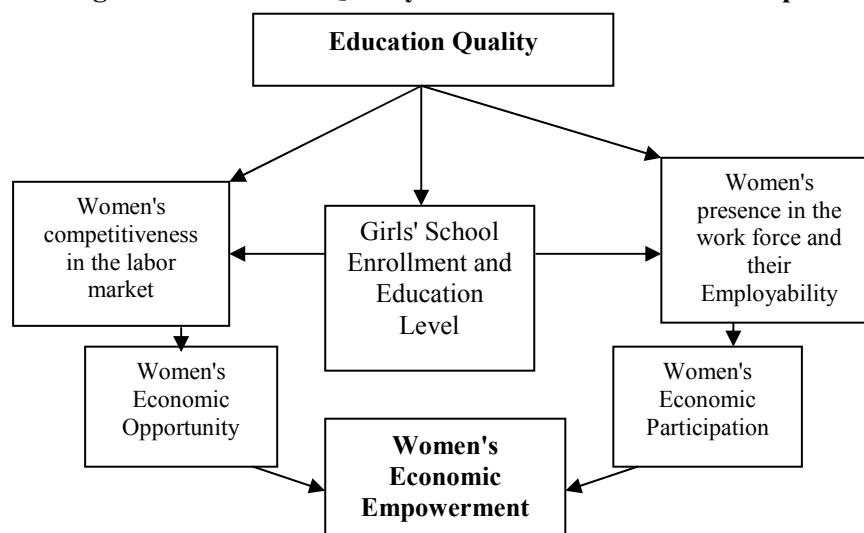 Education Quality
Women's
competitiveness
in the labor
market
Girls' School
Enrollment and
Education
Level
Women's
presence in the
work force and
their
Employability
Women's
Economic
Opportunity
Women's
Economic
Participation
Women's
Economic
Empowerment